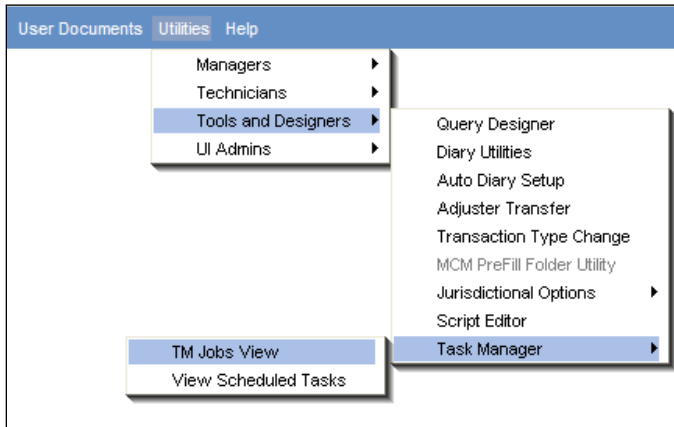 User Documents Utilities Help
Managers
Technicians
Tools and Designers
UI Admins
Query Designer
Diary Utilities
Auto Diary Setup
Adjuster Transfer
Transaction Type Change
MCM PreFill Folder Utility
Jurisdictional Options
Script Editor
Task Manager
TM Jobs View
View Scheduled Tasks